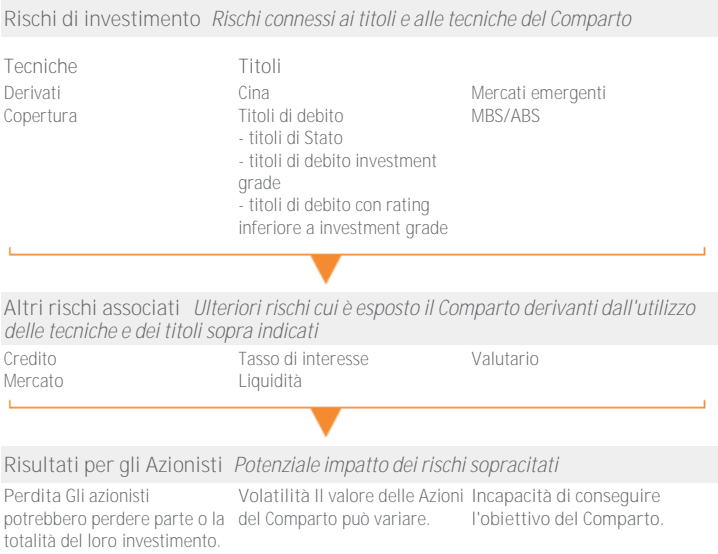 Rischi di investimento Rischi connessi ai titoli e alle tecniche del Comparto
Tecniche
Derivati
Copertura
Titoli
Cina
Titoli di debito
- titoli di Stato
- titoli di debito investment
grade
- titoli di debito con rating
inferiore a investment grade
Mercati emergenti
MBS/ABS
Altri rischi associati Ulteriori rischi cui è esposto il Comparto derivanti dall'utilizzo
delle tecniche e dei titoli sopra indicati
Credito
Mercato
Tasso di interesse
Liquidità
Valutario
Risultati per gli Azionisti Potenziale impatto dei rischi sopracitati
Perdita Gli azionisti
potrebbero perdere parte o la
totalità del loro investimento.
Volatilità Il valore delle Azioni
del Comparto può variare.
Incapacità di conseguire
l'obiettivo del Comparto.